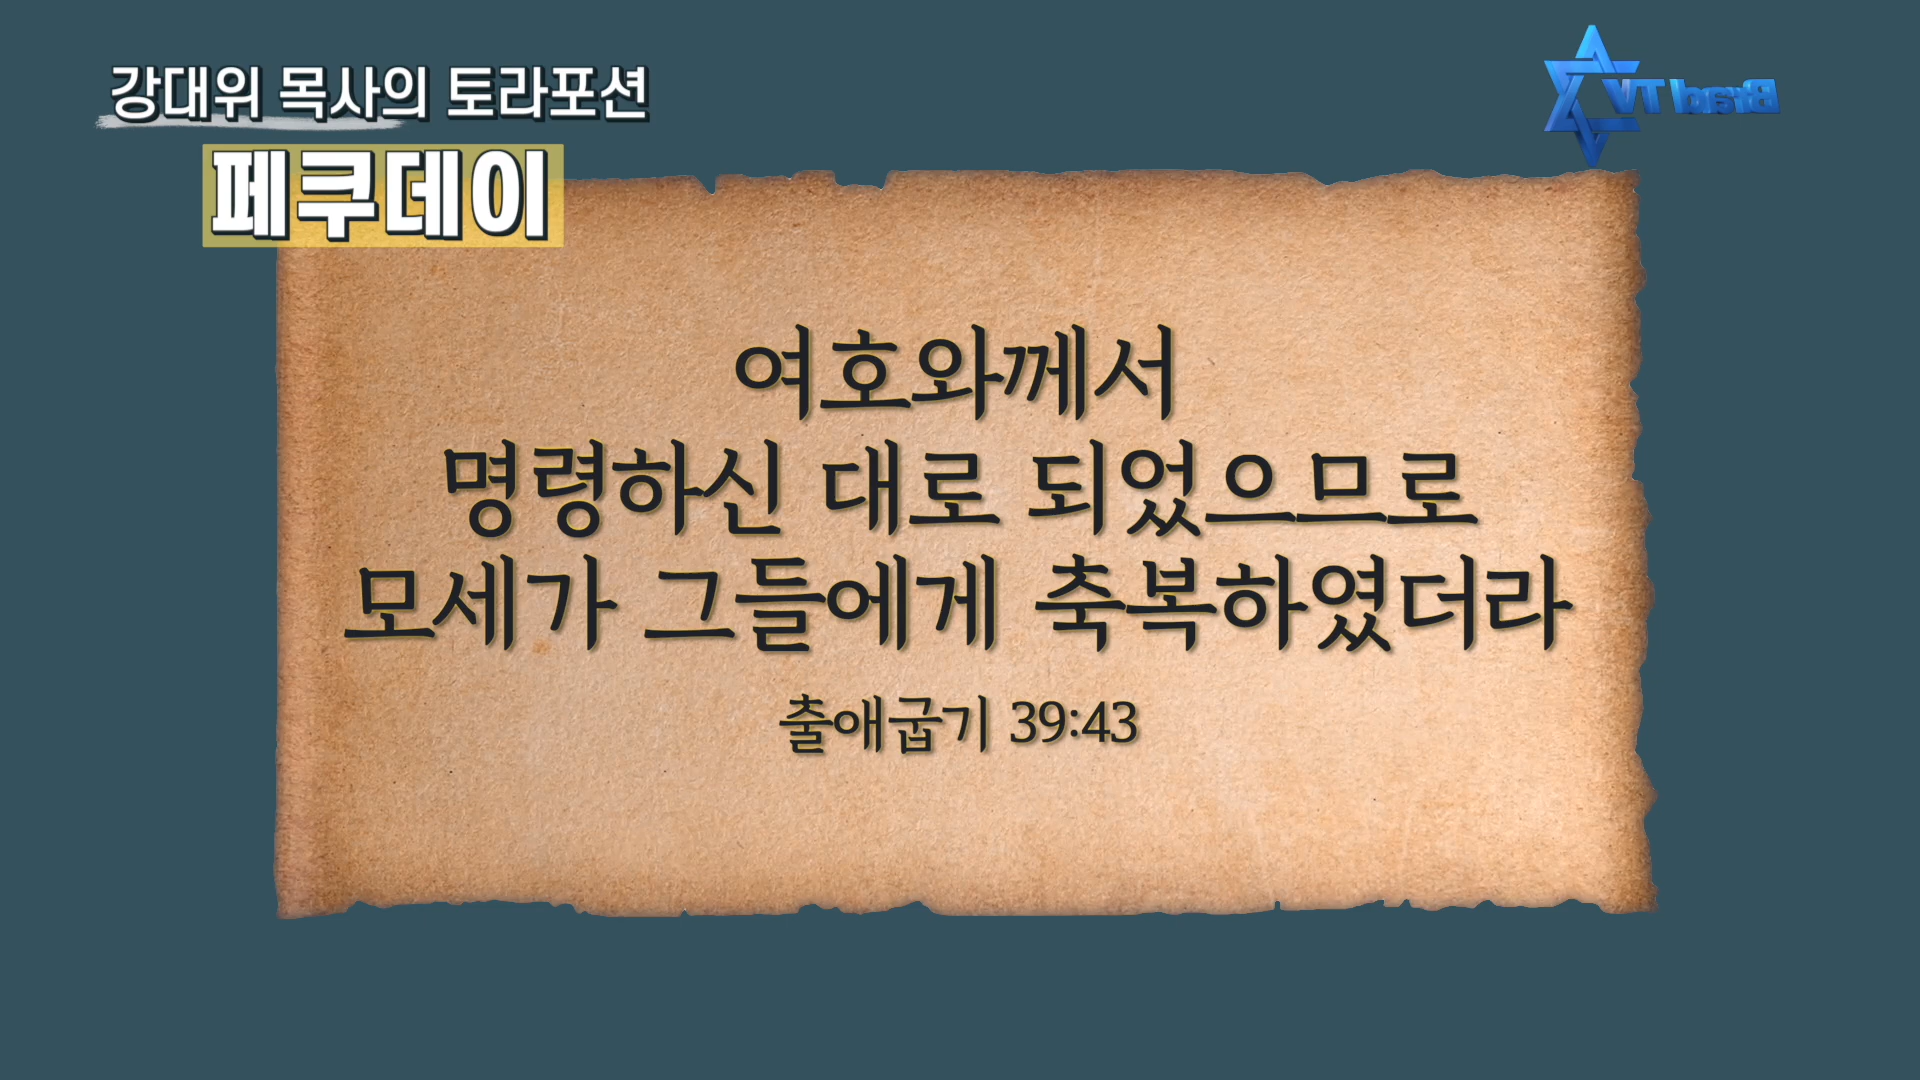 강대위 목사의 토라포션
페쿠데이
Brad TV
여호와께서
명령하신 대로 되었으므로
모세가 그들에게 축복하였더라
출애굽기 39:43